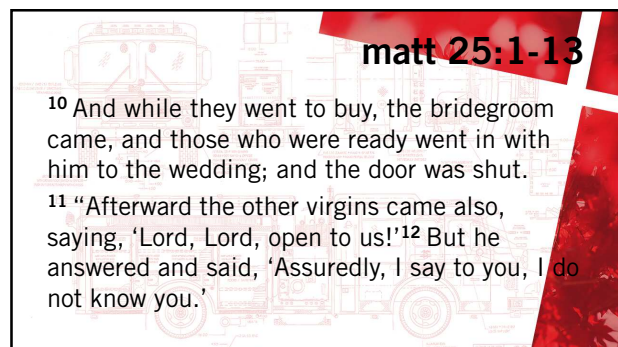 matt 25:1-13
10 And while they went to buy, the bridegroom
came, and those who were ready went in with
him to the wedding; and the door was shut.
11 “Afterward the other virgins came also,
saying, ‘Lord, Lord, open to us!’12 But he
answered and said, ‘Assuredly, I say to you, I do
not know you.’